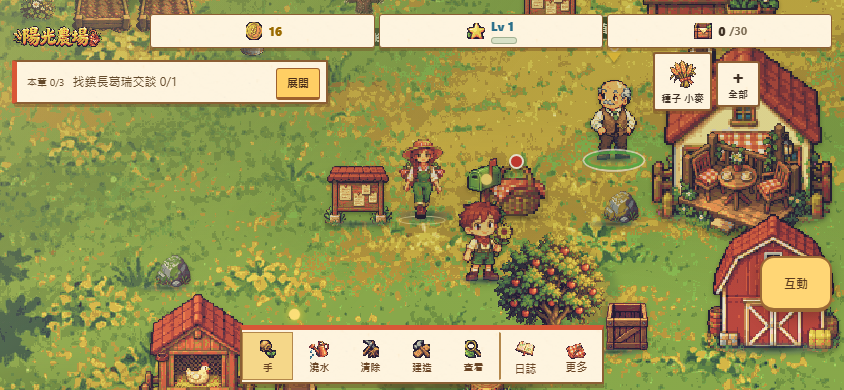 陽光農場
16
Lv 1
0 /30
本章 0/3 找鎮長葛瑞交談 0/1
展開
種子 小麥
+
全部
互動
手
澆水
清除
建造
查看
日誌
更多